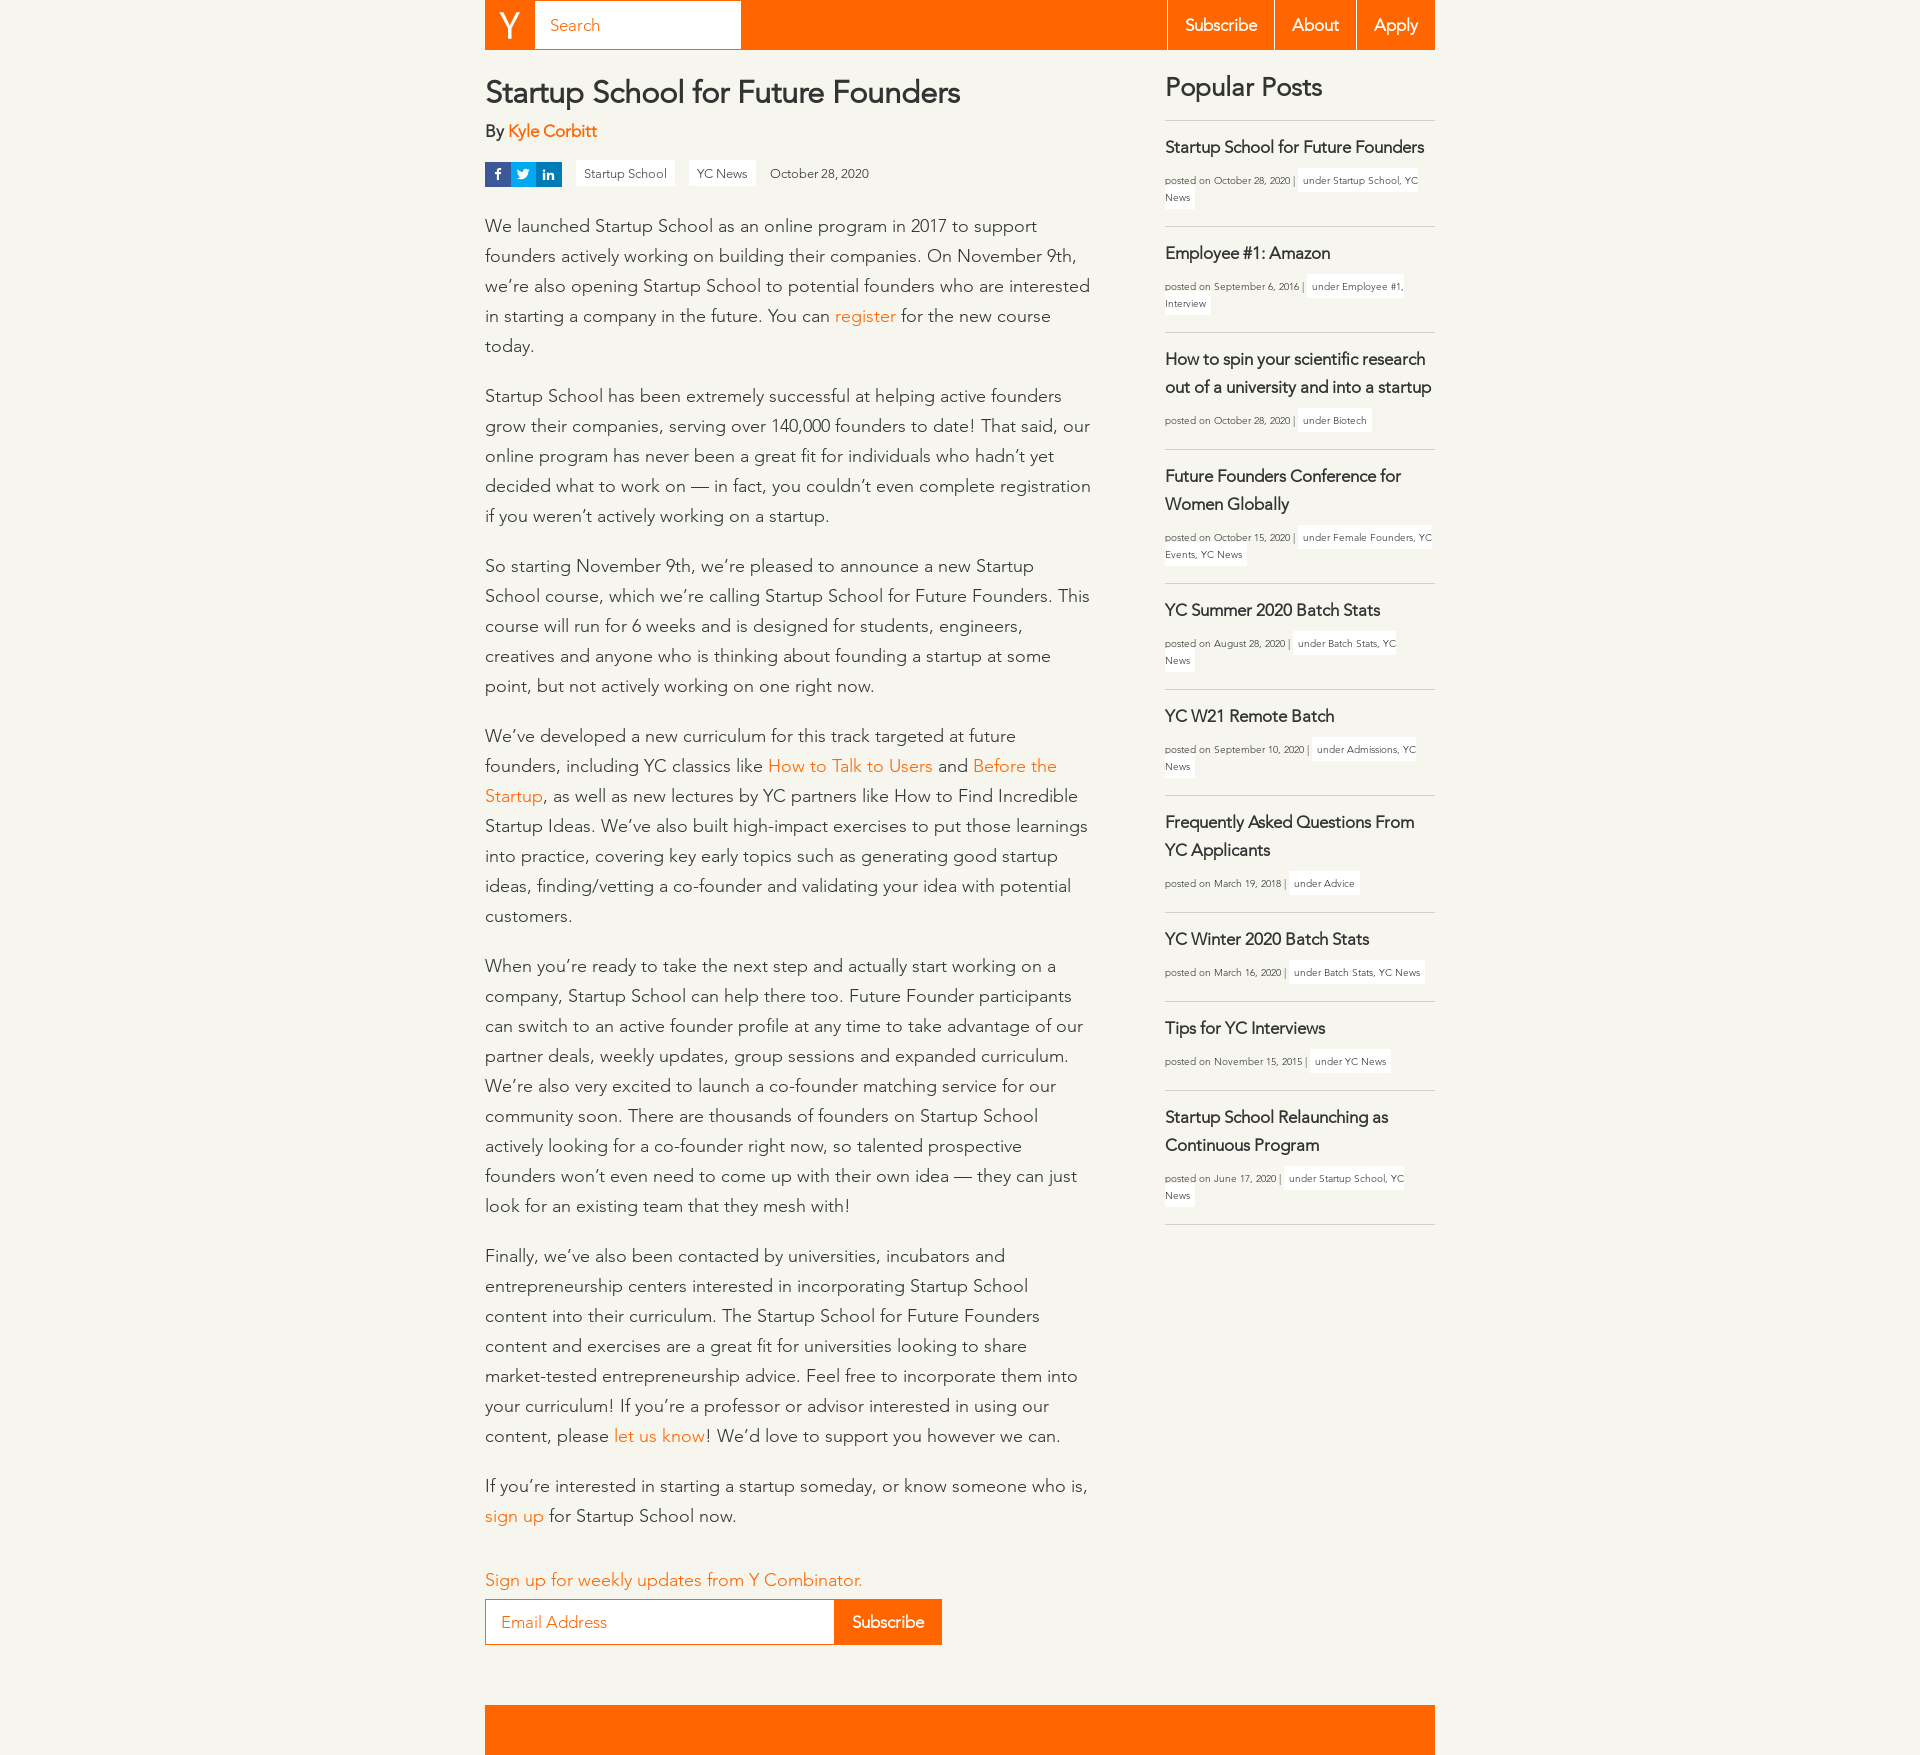 Y
Search
Subscribe
About
Apply
Startup School for Future Founders
By Kyle Corbitt
Startup School
YC News
October 28, 2020
We launched Startup School as an online program in 2017 to support
founders actively working on building their companies. On November 9th,
we’re also opening Startup School to potential founders who are interested
in starting a company in the future. You can register for the new course
today.
Startup School has been extremely successful at helping active founders
grow their companies, serving over 140,000 founders to date! That said, our
online program has never been a great fit for individuals who hadn’t yet
decided what to work on — in fact, you couldn’t even complete registration
if you weren’t actively working on a startup.
So starting November 9th, we’re pleased to announce a new Startup
School course, which we’re calling Startup School for Future Founders. This
course will run for 6 weeks and is designed for students, engineers,
creatives and anyone who is thinking about founding a startup at some
point, but not actively working on one right now.
We’ve developed a new curriculum for this track targeted at future
founders, including YC classics like How to Talk to Users and Before the
Startup, as well as new lectures by YC partners like How to Find Incredible
Startup Ideas. We’ve also built high-impact exercises to put those learnings
into practice, covering key early topics such as generating good startup
ideas, finding/vetting a co-founder and validating your idea with potential
customers.
When you’re ready to take the next step and actually start working on a
company, Startup School can help there too. Future Founder participants
can switch to an active founder profile at any time to take advantage of our
partner deals, weekly updates, group sessions and expanded curriculum.
We’re also very excited to launch a co-founder matching service for our
community soon. There are thousands of founders on Startup School
actively looking for a co-founder right now, so talented prospective
founders won’t even need to come up with their own idea — they can just
look for an existing team that they mesh with!
Finally, we’ve also been contacted by universities, incubators and
entrepreneurship centers interested in incorporating Startup School
content into their curriculum. The Startup School for Future Founders
content and exercises are a great fit for universities looking to share
market-tested entrepreneurship advice. Feel free to incorporate them into
your curriculum! If you’re a professor or advisor interested in using our
content, please let us know! We’d love to support you however we can.
If you’re interested in starting a startup someday, or know someone who is,
sign up for Startup School now.
Sign up for weekly updates from Y Combinator.
Email Address
Subscribe
Popular Posts
Startup School for Future Founders
posted on October 28, 2020 | under Startup School, YC
News
Employee #1: Amazon
posted on September 6, 2016 | under Employee #1,
Interview
How to spin your scientific research
out of a university and into a startup
posted on October 28, 2020 | under Biotech
Future Founders Conference for
Women Globally
posted on October 15, 2020 | under Female Founders, YC
Events, YC News
YC Summer 2020 Batch Stats
posted on August 28, 2020 | under Batch Stats, YC
News
YC W21 Remote Batch
posted on September 10, 2020 | under Admissions, YC
News
Frequently Asked Questions From
YC Applicants
posted on March 19, 2018 | under Advice
YC Winter 2020 Batch Stats
posted on March 16, 2020 | under Batch Stats, YC News
Tips for YC Interviews
posted on November 15, 2015 | under YC News
Startup School Relaunching as
Continuous Program
posted on June 17, 2020 | under Startup School, YC
News